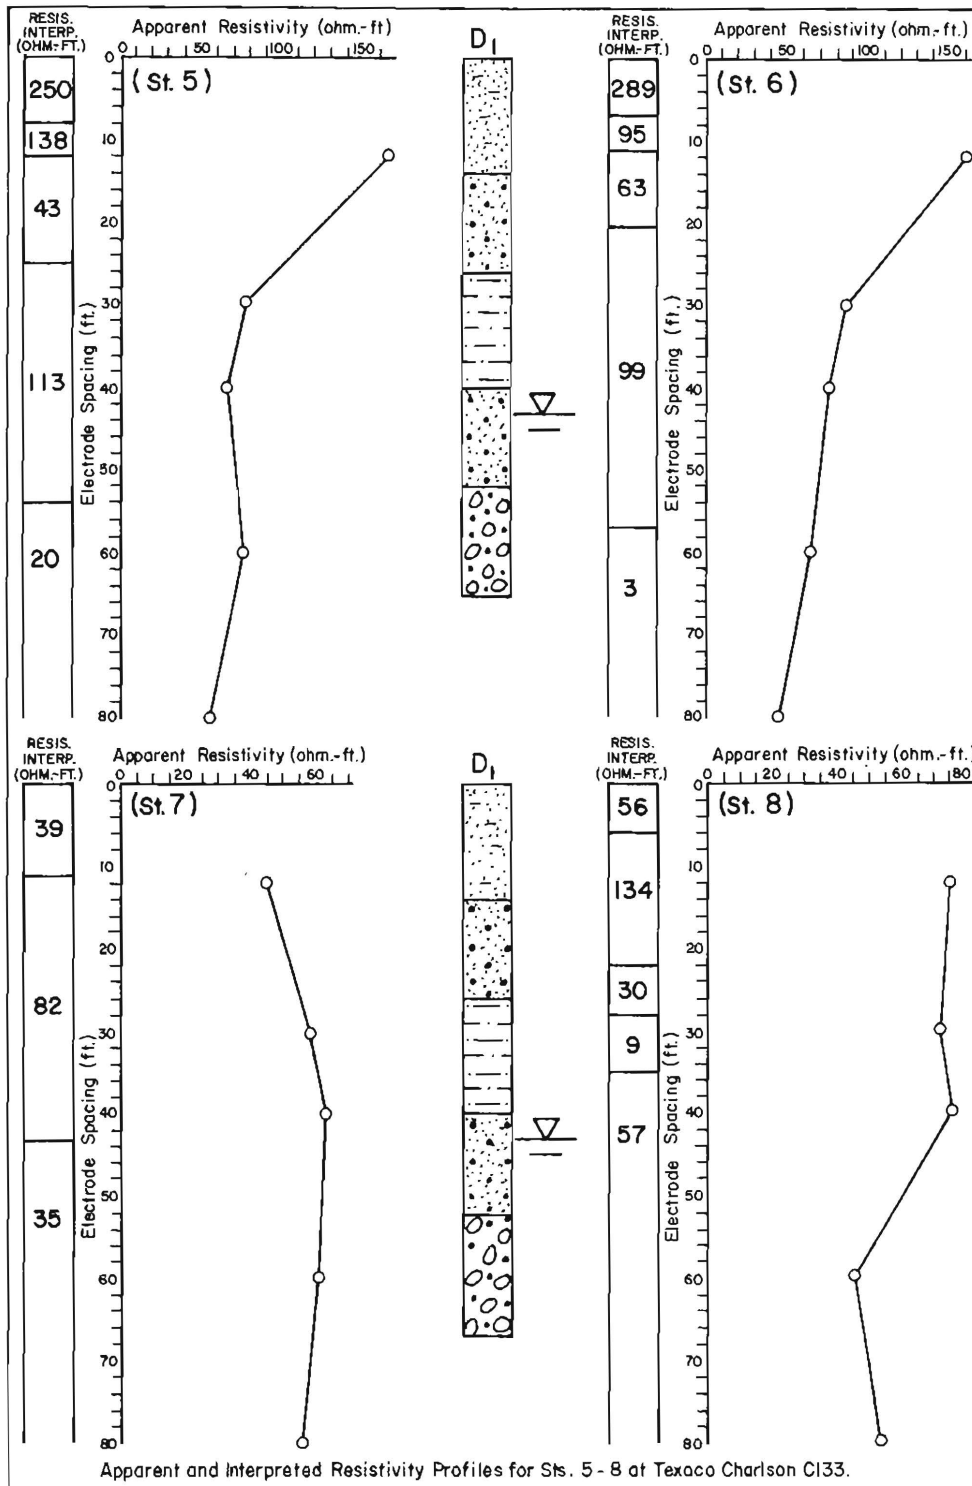 RESIS.
INTERP.
(OHM.-FT.)
Apparent Resistivity (ohm.-ft)
0 50 100 150
(St. 5)
250
138
43
113
20
Electrode Spacing (ft.)
0
10
20
30
40
50
60
70
80
D1
RESIS.
INTERP.
(OHM.-FT.)
Apparent Resistivity (ohm.-ft.)
0 50 100 150
(St. 6)
289
95
63
99
3
Electrode Spacing (ft.)
0
10
20
30
40
50
60
70
80
RESIS.
INTERP.
(OHM.-FT.)
Apparent Resistivity (ohm.-ft.)
0 20 40 60
(St. 7)
39
82
35
Electrode Spacing (ft.)
0
10
20
30
40
50
60
70
80
D1
RESIS.
INTERP.
(OHM.-FT.)
Apparent Resistivity (ohm.-ft.)
0 20 40 60 80
(St. 8)
56
134
30
9
57
Electrode Spacing (ft.)
0
10
20
30
40
50
60
70
80
Apparent and Interpreted Resistivity Profiles for Sts. 5-8 at Texaco Charlson C133.